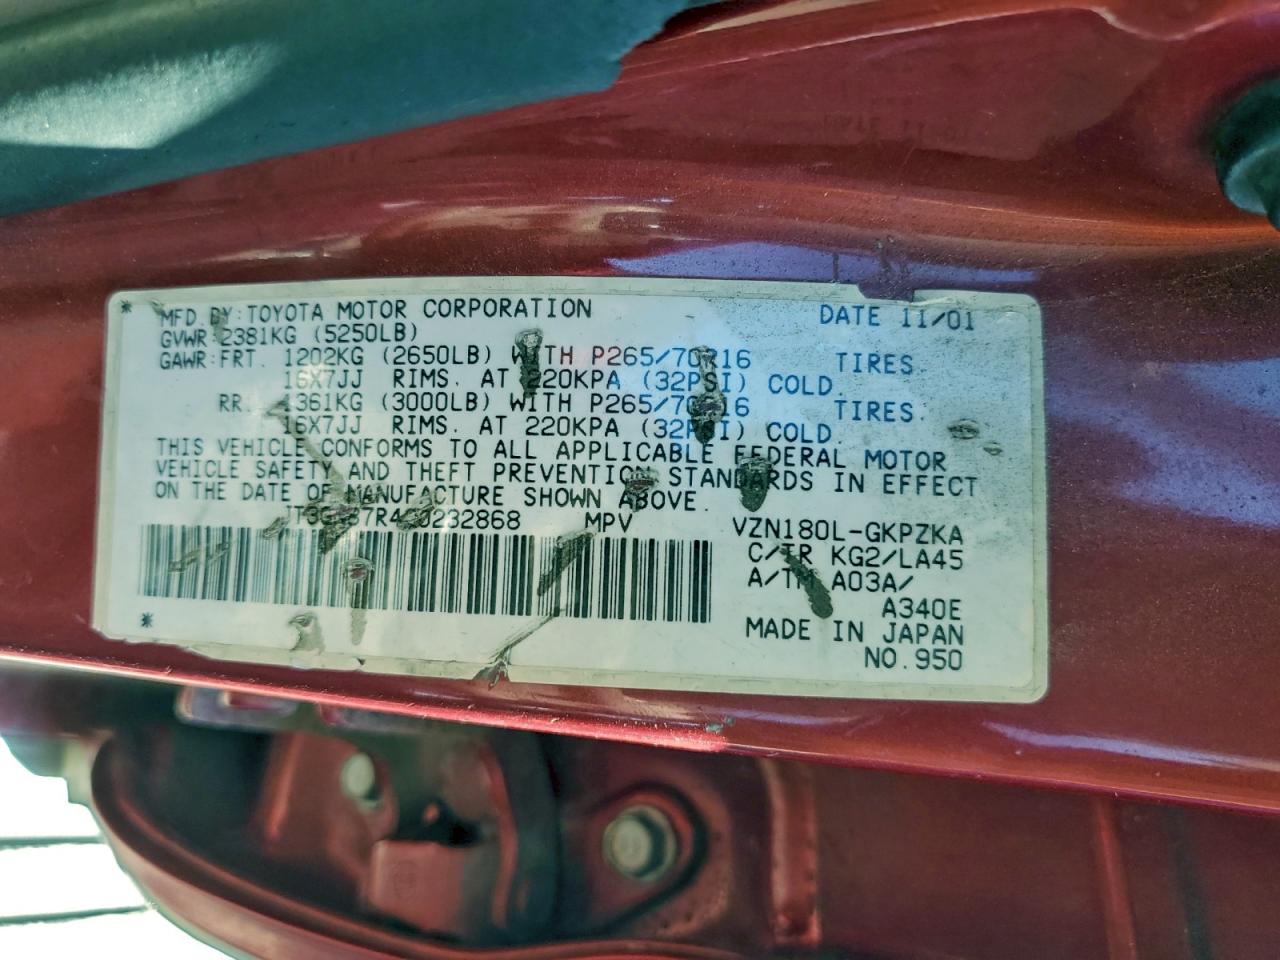 * MFD. BY: TOYOTA MOTOR CORPORATION DATE 11/01
GVWR: 2381KG (5250LB)
GAWR: FRT. 1202KG (2650LB) WITH P265/70R16 TIRES.
16X7JJ RIMS. AT 220KPA (32PSI) COLD.
RR. 1361KG (3000LB) WITH P265/70R16 TIRES.
16X7JJ RIMS. AT 220KPA (32PSI) COLD.
THIS VEHICLE CONFORMS TO ALL APPLICABLE FEDERAL MOTOR
VEHICLE SAFETY AND THEFT PREVENTION STANDARDS IN EFFECT
ON THE DATE OF MANUFACTURE SHOWN ABOVE.
MPV VZN180L-GKPZKA
C/TR KG2/LA45
A/TM A03A/
A340E
* MADE IN JAPAN
NO. 950